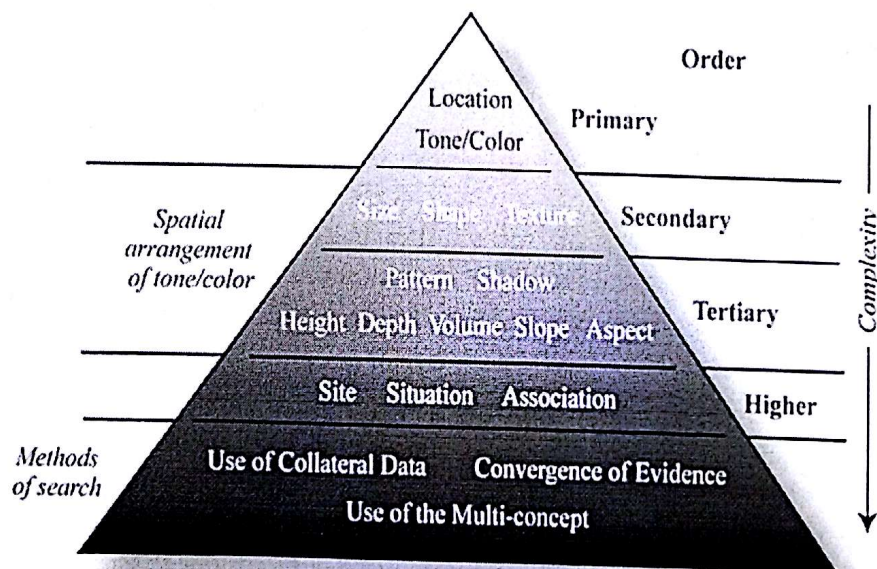 Order
Location
Primary
Tone/Color
Spatial
arrangement
of tone/color
Size Shape Texture
Secondary
Pattern Shadow
Height Depth Volume Slope Aspect
Tertiary
Complexity
Site Situation Association
Higher
Methods
of search
Use of Collateral Data Convergence of Evidence
Use of the Multi-concept